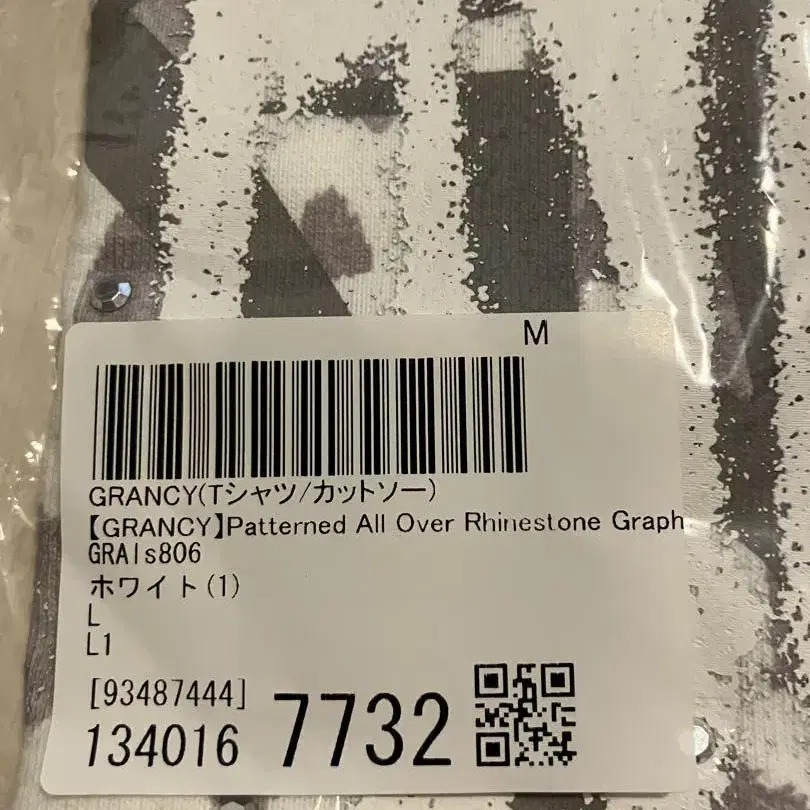 M
GRANCY(Tシャツ/カットソー)
【GRANCY】Patterned All Over Rhinestone Graph
GRAls806
ホワイト(1)
L
L1
[93487444]
134016 7732